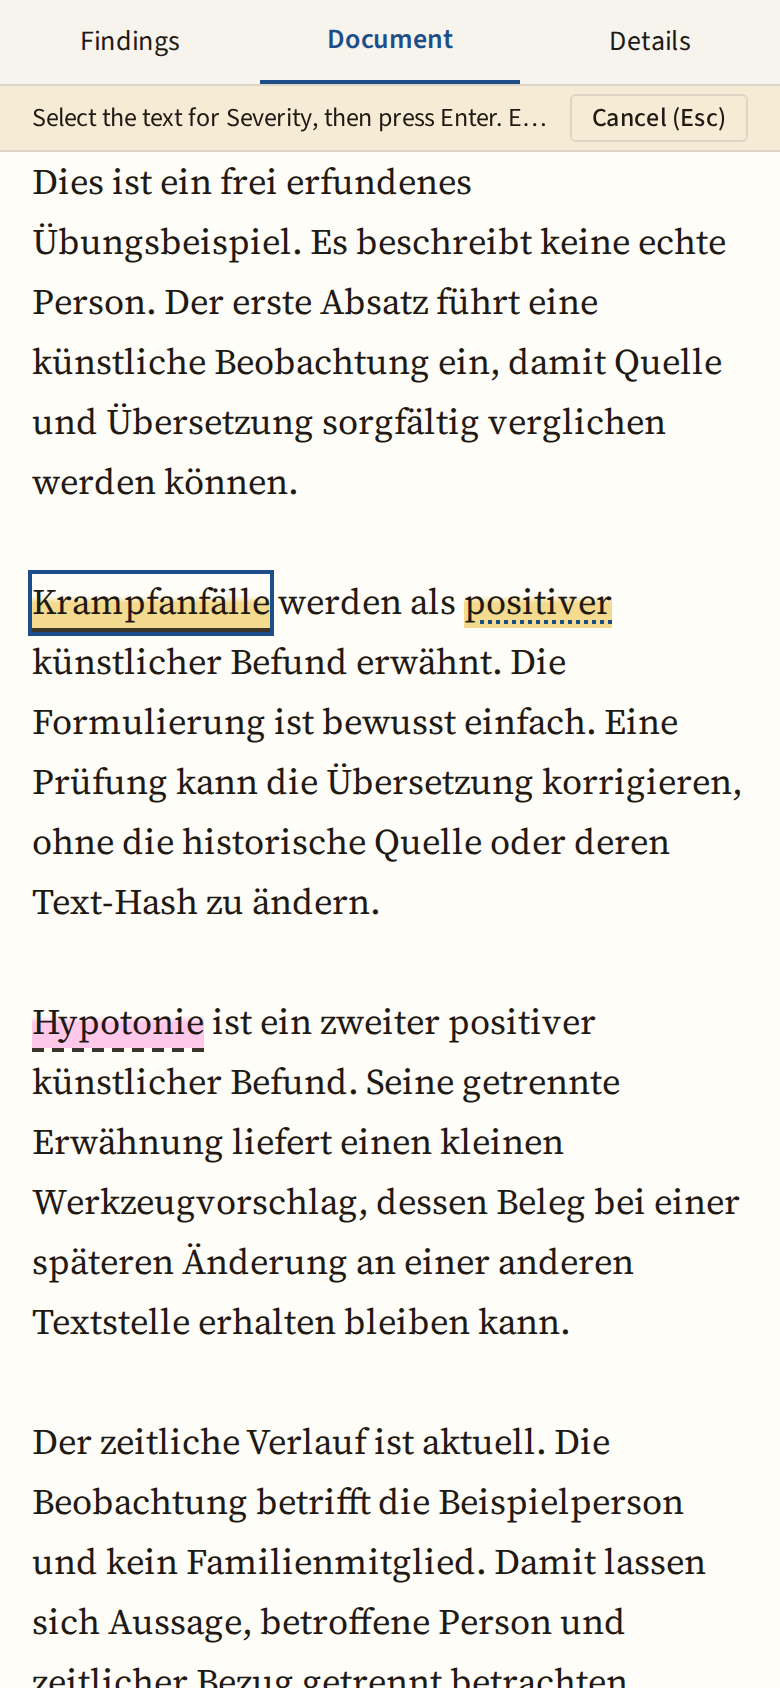 Findings
Document
Details
Select the text for Severity, then press Enter. E…
Cancel (Esc)
Dies ist ein frei erfundenes
Übungsbeispiel. Es beschreibt keine echte
Person. Der erste Absatz führt eine
künstliche Beobachtung ein, damit Quelle
und Übersetzung sorgfältig verglichen
werden können.
Krampfanfälle werden als positiver
künstlicher Befund erwähnt. Die
Formulierung ist bewusst einfach. Eine
Prüfung kann die Übersetzung korrigieren,
ohne die historische Quelle oder deren
Text-Hash zu ändern.
Hypotonie ist ein zweiter positiver
künstlicher Befund. Seine getrennte
Erwähnung liefert einen kleinen
Werkzeugvorschlag, dessen Beleg bei einer
späteren Änderung an einer anderen
Textstelle erhalten bleiben kann.
Der zeitliche Verlauf ist aktuell. Die
Beobachtung betrifft die Beispielperson
und kein Familienmitglied. Damit lassen
sich Aussage, betroffene Person und
zeitlicher Bezug getrennt betrachten